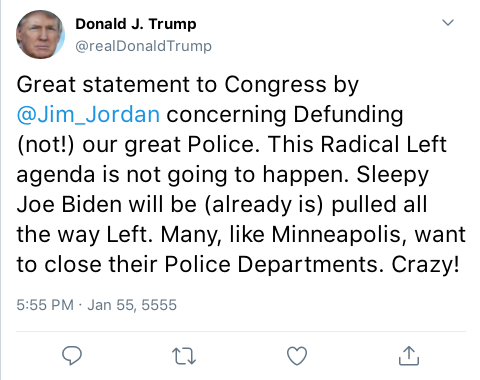 Donald J. Trump
@realDonaldTrump
Great statement to Congress by
@Jim_Jordan concerning Defunding
(not!) our great Police. This Radical Left
agenda is not going to happen. Sleepy
Joe Biden will be (already is) pulled all
the way Left. Many, like Minneapolis, want
to close their Police Departments. Crazy!
5:55 PM · Jan 55, 5555